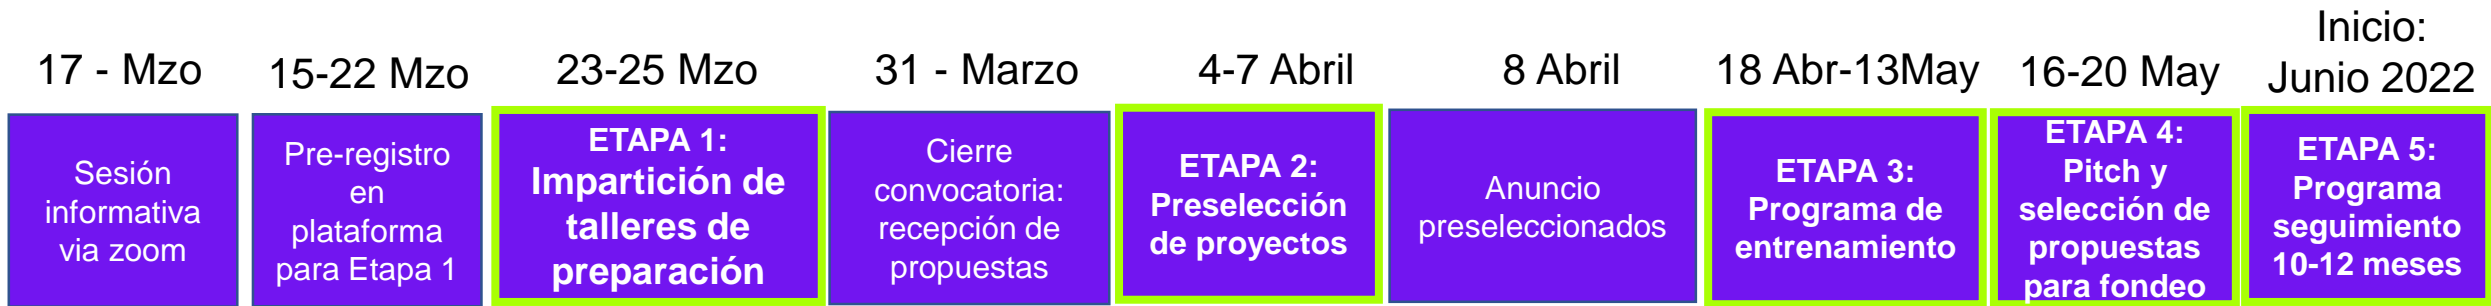 17 - Mzo
Sesión
informativa
via zoom
15-22 Mzo
Pre-registro
en
plataforma
para Etapa 1
23-25 Mzo
ETAPA 1:
Impartición de
talleres de
preparación
31 - Marzo
Cierre
convocatoria:
recepción de
propuestas
4-7 Abril
ETAPA 2:
Preselección
de proyectos
8 Abril
Anuncio
preseleccionados
18 Abr-13May
ETAPA 3:
Programa de
entrenamiento
16-20 May
ETAPA 4:
Pitch y
selección de
propuestas
para fondeo
Inicio:
Junio 2022
ETAPA 5:
Programa
seguimiento
10-12 meses